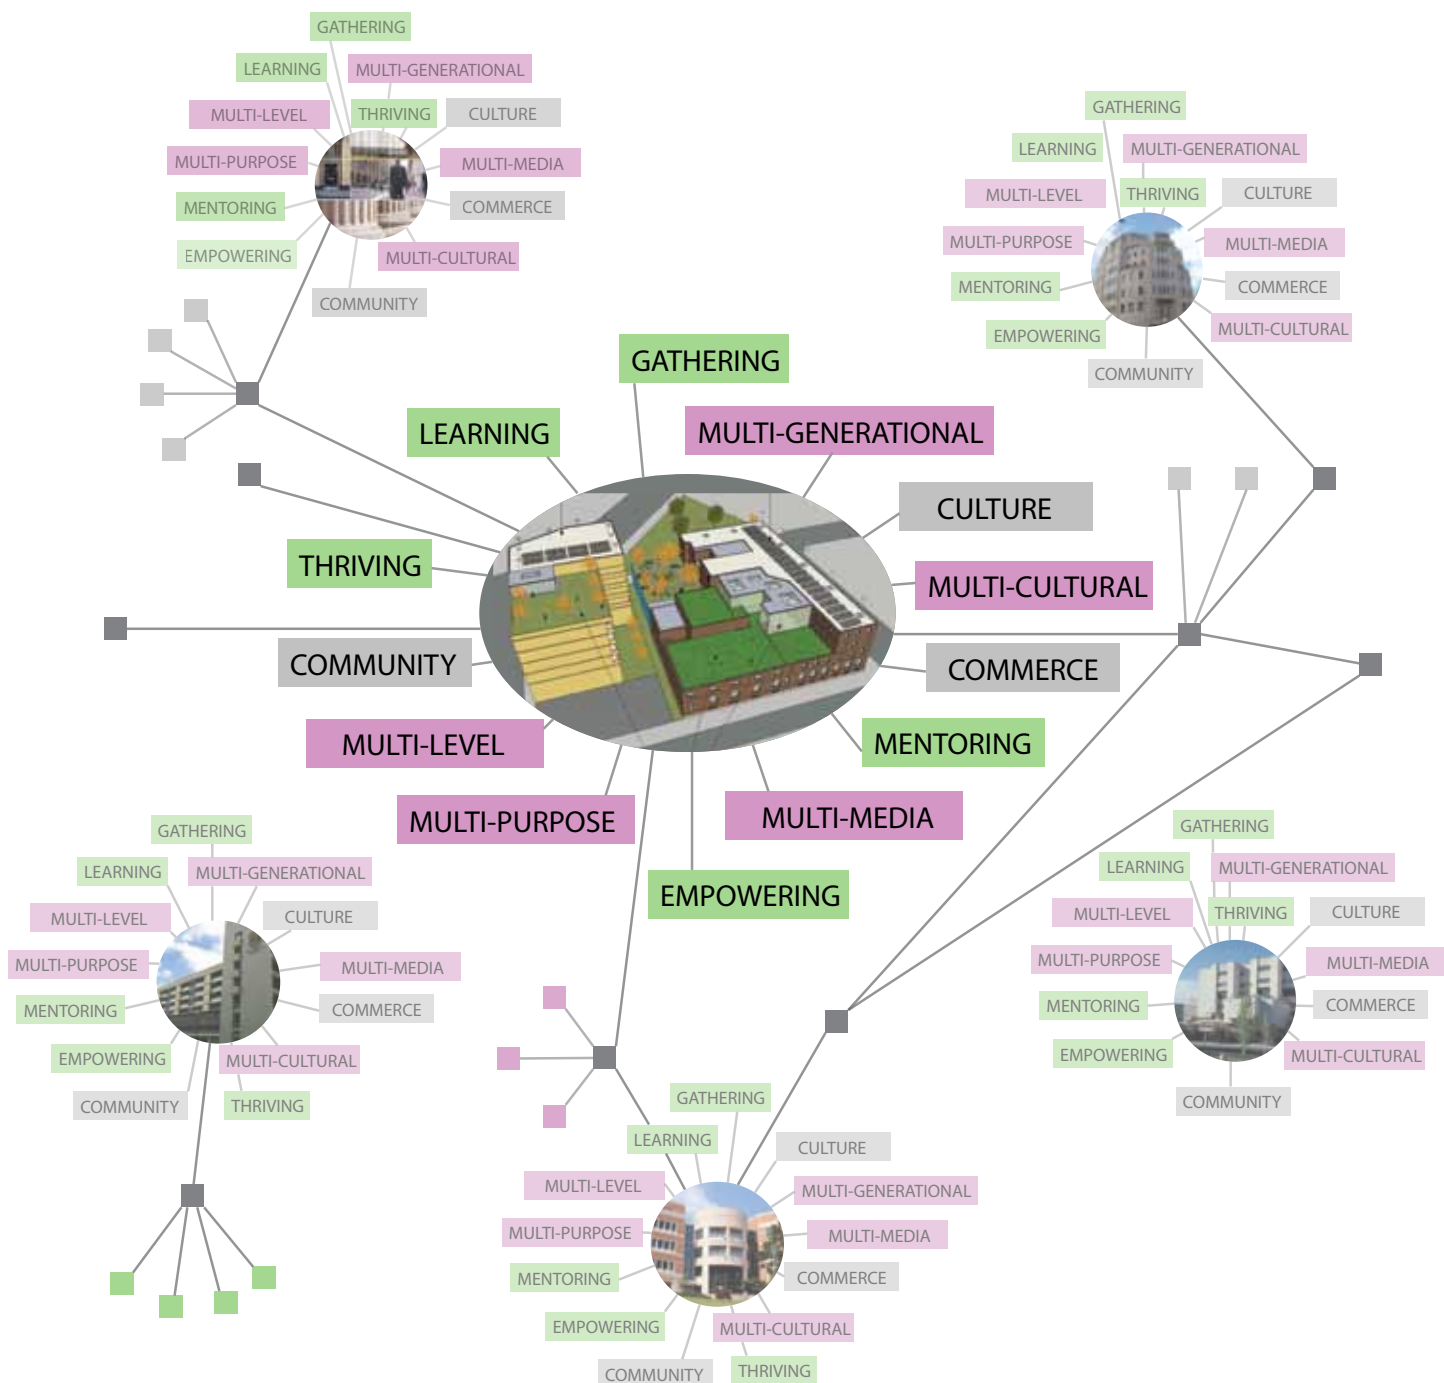 GATHERING
LEARNING
MULTI-GENERATIONAL
MULTI-LEVEL
THRIVING
CULTURE
MULTI-PURPOSE
MULTI-MEDIA
MENTORING
COMMERCE
EMPOWERING
MULTI-CULTURAL
COMMUNITY
GATHERING
LEARNING
MULTI-GENERATIONAL
MULTI-LEVEL
THRIVING
CULTURE
MULTI-PURPOSE
MULTI-MEDIA
MENTORING
COMMERCE
EMPOWERING
MULTI-CULTURAL
COMMUNITY
GATHERING
LEARNING
MULTI-GENERATIONAL
CULTURE
THRIVING
MULTI-CULTURAL
COMMUNITY
COMMERCE
MULTI-LEVEL
MENTORING
MULTI-PURPOSE
MULTI-MEDIA
EMPOWERING
GATHERING
LEARNING
MULTI-GENERATIONAL
MULTI-LEVEL
CULTURE
MULTI-PURPOSE
MULTI-MEDIA
MENTORING
COMMERCE
EMPOWERING
MULTI-CULTURAL
COMMUNITY
THRIVING
GATHERING
LEARNING
MULTI-GENERATIONAL
MULTI-LEVEL
THRIVING
CULTURE
MULTI-PURPOSE
MULTI-MEDIA
MENTORING
COMMERCE
EMPOWERING
MULTI-CULTURAL
COMMUNITY
GATHERING
LEARNING
CULTURE
MULTI-LEVEL
MULTI-GENERATIONAL
MULTI-PURPOSE
MULTI-MEDIA
MENTORING
COMMERCE
EMPOWERING
MULTI-CULTURAL
COMMUNITY
THRIVING